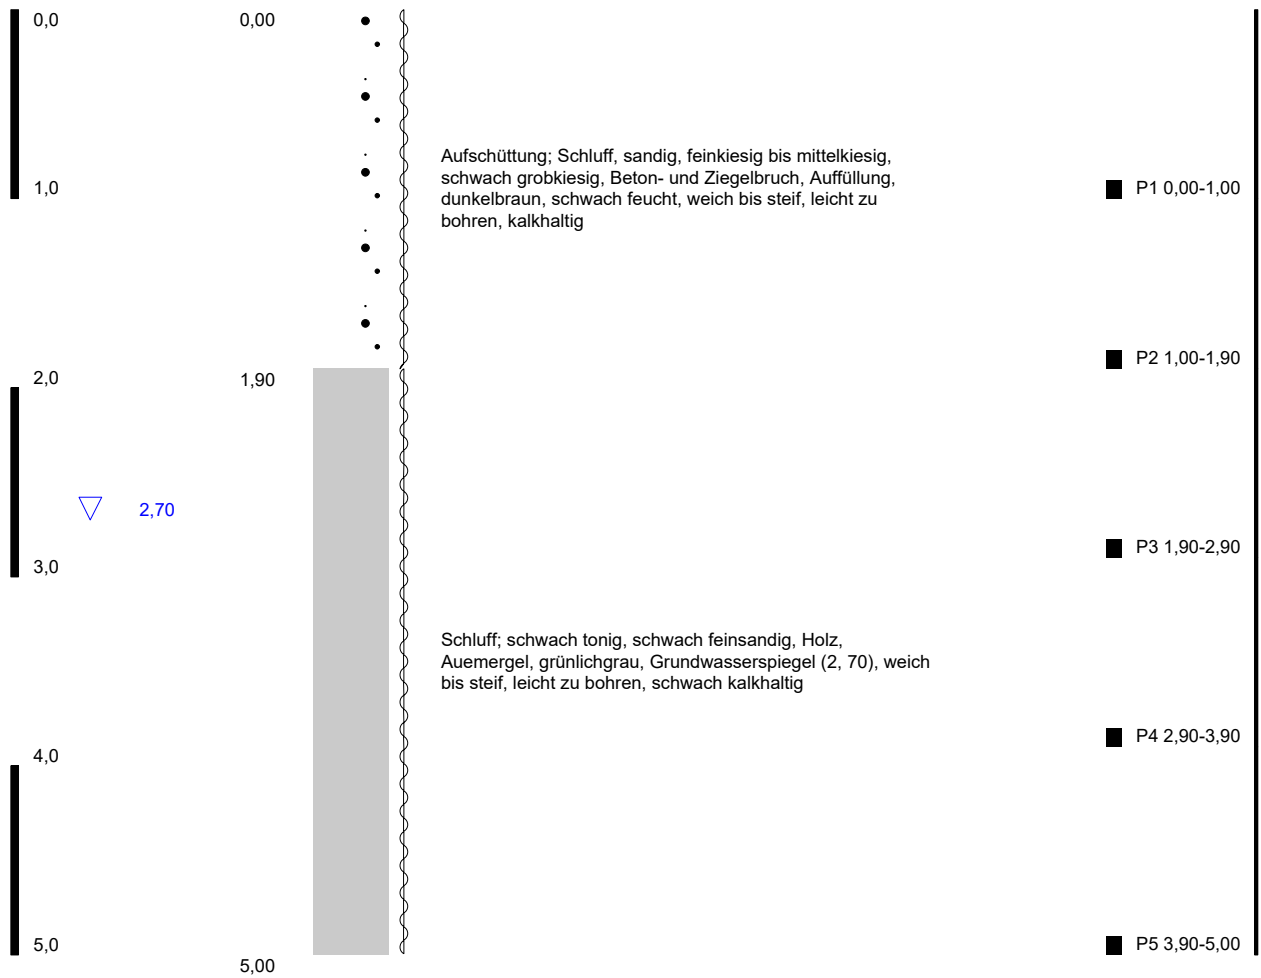 0,0
0,00
Aufschüttung; Schluff, sandig, feinkiesig bis mittelkiesig,
schwach grobkiesig, Beton- und Ziegelbruch, Auffüllung,
dunkelbraun, schwach feucht, weich bis steif, leicht zu
bohren, kalkhaltig
1,0
P1 0,00-1,00
P2 1,00-1,90
2,0
1,90
2,70
P3 1,90-2,90
3,0
Schluff; schwach tonig, schwach feinsandig, Holz,
Auemergel, grünlichgrau, Grundwasserspiegel (2, 70), weich
bis steif, leicht zu bohren, schwach kalkhaltig
P4 2,90-3,90
4,0
5,0
P5 3,90-5,00
5,00